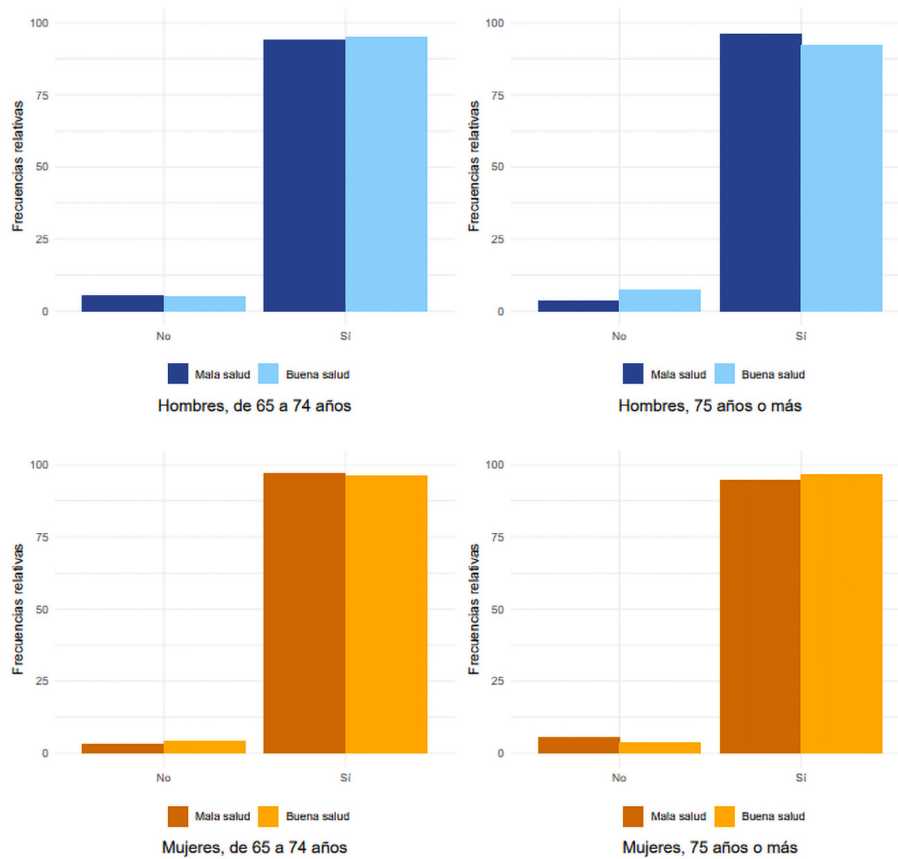 Frecuencias relativas
100
75
50
25
0
No
Sí
Mala salud
Buena salud
Hombres, de 65 a 74 años
Frecuencias relativas
100
75
50
25
0
No
Sí
Mala salud
Buena salud
Hombres, 75 años o más
Frecuencias relativas
100
75
50
25
0
No
Sí
Mala salud
Buena salud
Mujeres, de 65 a 74 años
Frecuencias relativas
100
75
50
25
0
No
Sí
Mala salud
Buena salud
Mujeres, 75 años o más